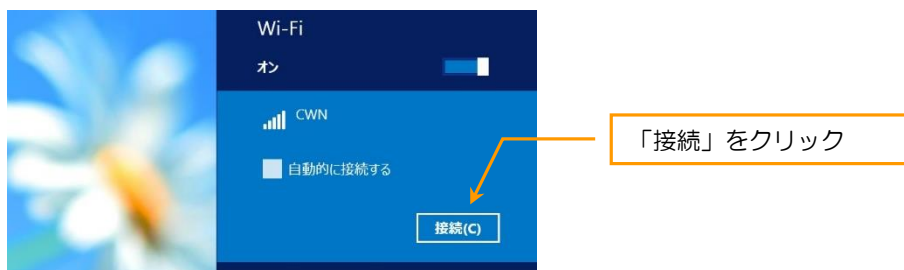 Wi-Fi
オン
CWN
自動的に接続する
接続(C)
「接続」をクリック